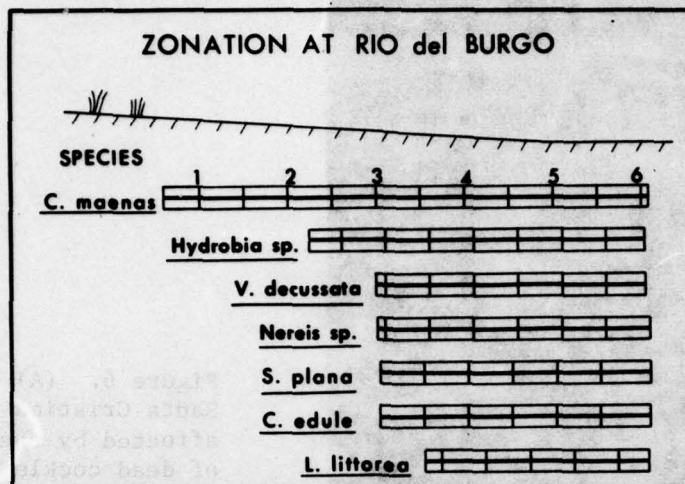 ZONATION AT RIO del BURGO
SPECIES
1 2 3 4 5 6
C. maenas
Hydrobia sp.
V. decussata
Nereis sp.
S. plana
C. edule
L. littorea